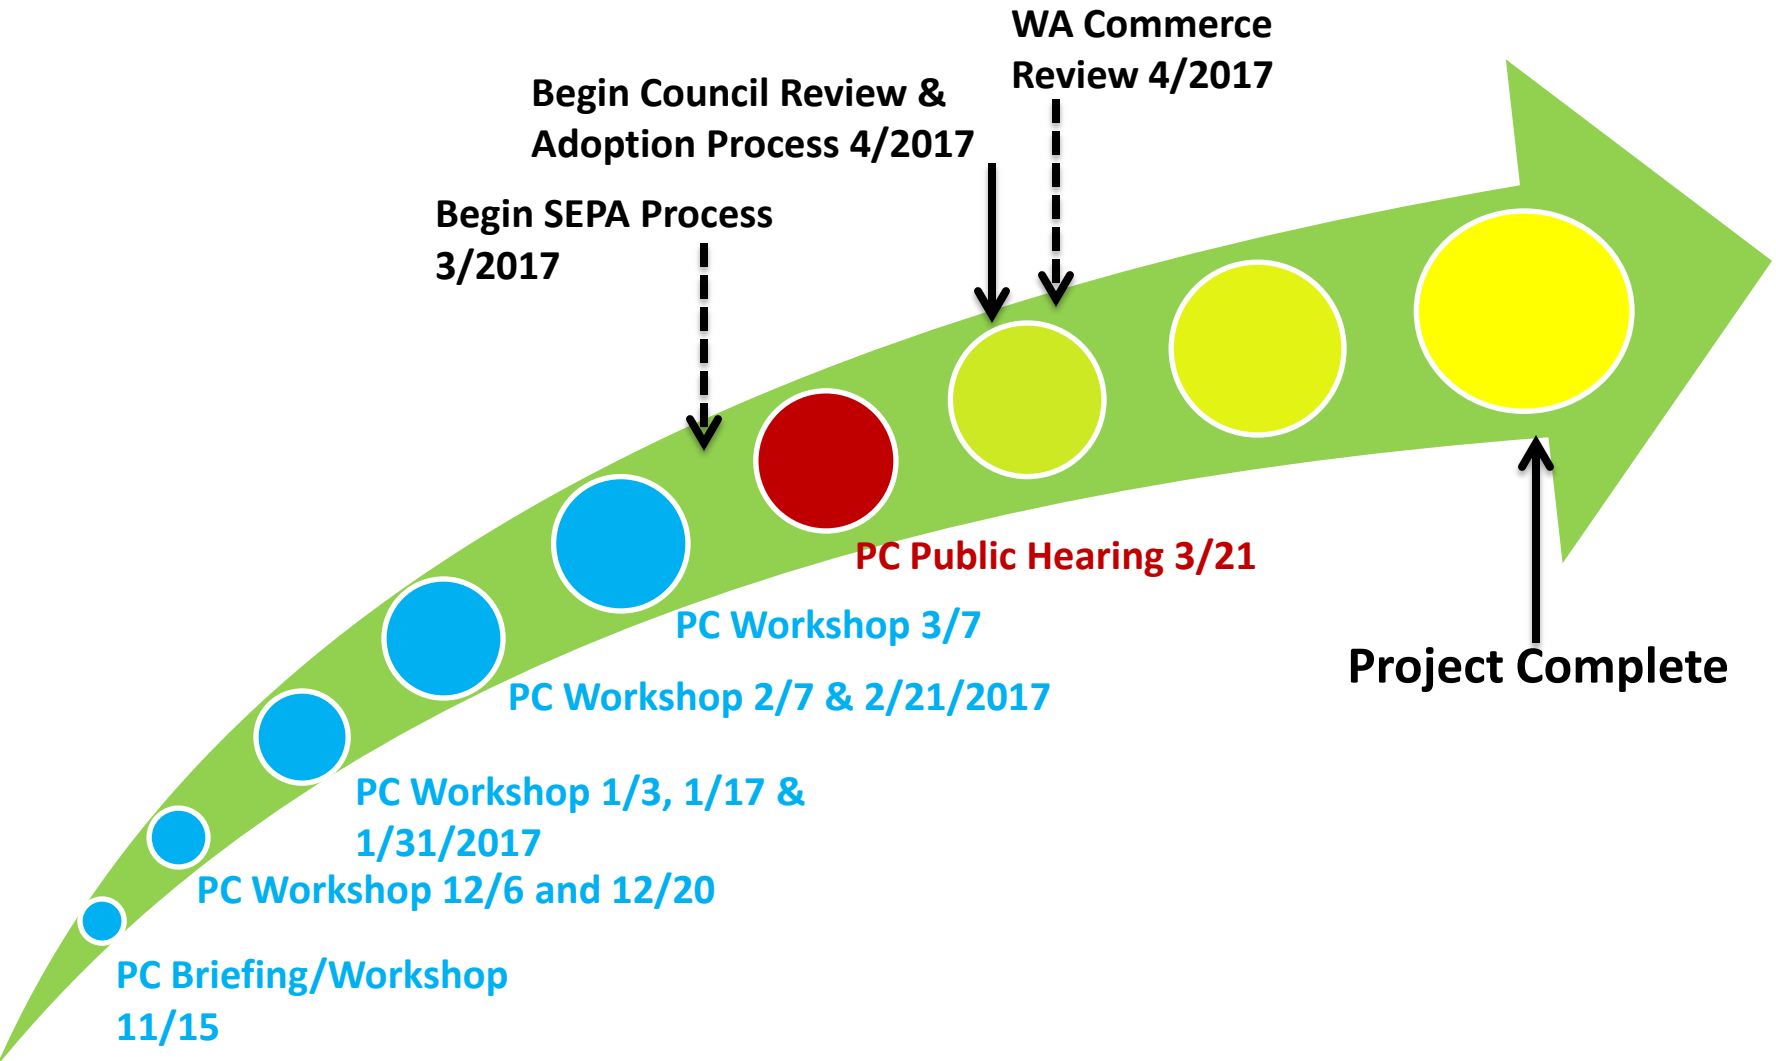 WA Commerce
Review 4/2017
Begin Council Review &
Adoption Process 4/2017
Begin SEPA Process
3/2017
PC Public Hearing 3/21
PC Workshop 3/7
Project Complete
PC Workshop 2/7 & 2/21/2017
PC Workshop 1/3, 1/17 &
1/31/2017
PC Workshop 12/6 and 12/20
PC Briefing/Workshop
11/15